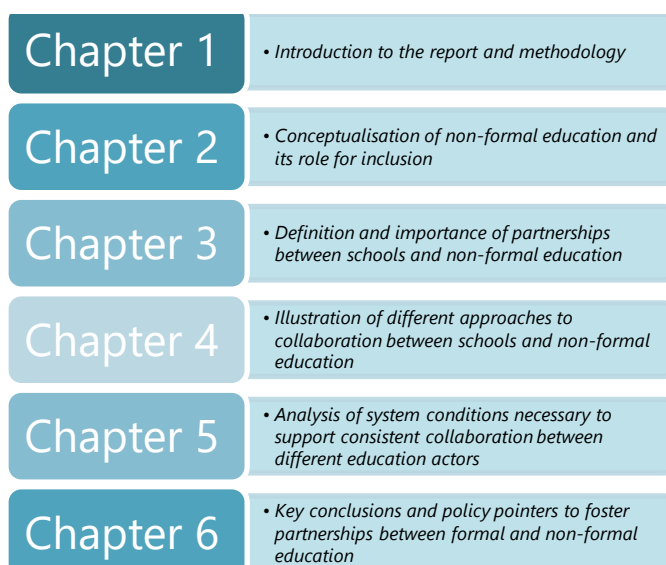 Chapter 1
• Introduction to the report and methodology
Chapter 2
• Conceptualisation of non-formal education and
its role for inclusion
Chapter 3
• Definition and importance of partnerships
between schools and non-formal education
Chapter 4
• Illustration of different approaches to
collaboration between schools and non-formal
education
Chapter 5
• Analysis of system conditions necessary to
support consistent collaboration between
different education actors
Chapter 6
• Key conclusions and policy pointers to foster
partnerships between formal and non-formal
education